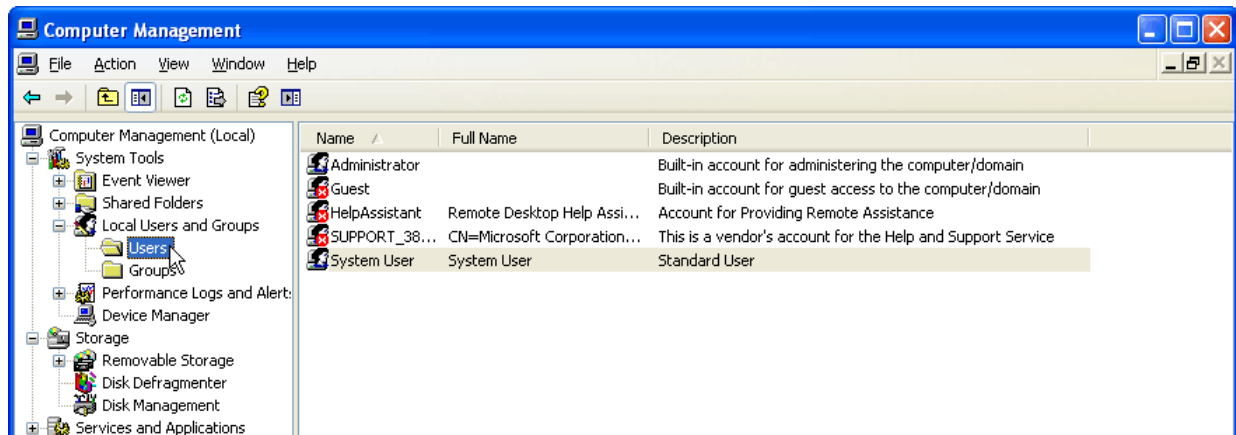 Computer Management
File Action View Window Help
Computer Management (Local)
System Tools
Event Viewer
Shared Folders
Local Users and Groups
Users
Groups
Performance Logs and Alert:
Device Manager
Storage
Removable Storage
Disk Defragmenter
Disk Management
Services and Applications
Name Full Name Description
Administrator Built-in account for administering the computer/domain
Guest Built-in account for guest access to the computer/domain
HelpAssistant Remote Desktop Help Assi... Account for Providing Remote Assistance
SUPPORT_38... CN=Microsoft Corporation... This is a vendor's account for the Help and Support Service
System User System User Standard User